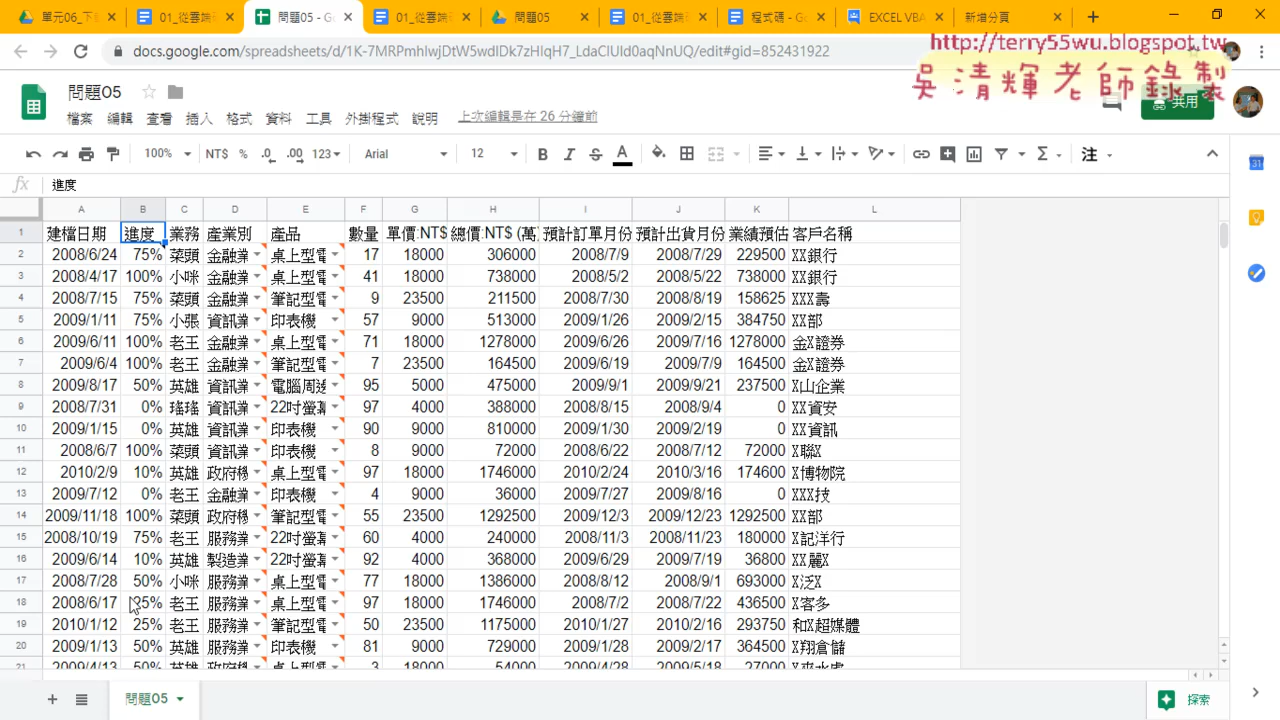 單元06_下
01_從雲端硬
問題05 - G
01_從雲端硬
問題05
01_從雲端硬
程式碼 - Go
EXCEL VBA
新增分頁
docs.google.com/spreadsheets/d/1K-7MRPmhlwjDtW5wdIDk7zHIqH7_LdaClUId0aqNnUQ/edit#gid=852431922
http://terry55wu.blogspot.tw
吳清輝老師錄製
問題05
共用
檔案 編輯 查看 插入 格式 資料 工具 外掛程式 說明 上次編輯是在 26 分鐘前
100% NT$ % .0 .00 123 Arial 12 B I S A Σ 注
fx 進度
A B C D E F G H I J K L
1 建檔日期 進度 業務 產業別 產品 數量 單價:NT$ 總價:NT$ (萬 預計訂單月份 預計出貨月份 業績預估 客戶名稱
2 2008/6/24 75% 菜頭 金融業 桌上型電 17 18000 306000 2008/7/9 2008/7/29 229500 XX銀行
3 2008/4/17 100% 小咪 金融業 桌上型電 41 18000 738000 2008/5/2 2008/5/22 738000 XX銀行
4 2008/7/15 75% 菜頭 金融業 筆記型電 9 23500 211500 2008/7/30 2008/8/19 158625 XXX壽
5 2009/1/11 75% 小張 資訊業 印表機 57 9000 513000 2009/1/26 2009/2/15 384750 XX部
6 2009/6/11 100% 老王 金融業 桌上型電 71 18000 1278000 2009/6/26 2009/7/16 1278000 金X證券
7 2009/6/4 100% 老王 金融業 筆記型電 7 23500 164500 2009/6/19 2009/7/9 164500 金X證券
8 2009/8/17 50% 英雄 資訊業 電腦周邊 95 5000 475000 2009/9/1 2009/9/21 237500 X山企業
9 2008/7/31 0% 瑤瑤 資訊業 22吋螢幕 97 4000 388000 2008/8/15 2008/9/4 0 XX資安
10 2009/1/15 0% 英雄 資訊業 印表機 90 9000 810000 2009/1/30 2009/2/19 0 XX資訊
11 2008/6/7 100% 菜頭 資訊業 印表機 8 9000 72000 2008/6/22 2008/7/12 72000 X聯X
12 2010/2/9 10% 英雄 政府機 桌上型電 97 18000 1746000 2010/2/24 2010/3/16 174600 X博物院
13 2009/7/12 0% 老王 金融業 印表機 4 9000 36000 2009/7/27 2009/8/16 0 XXX技
14 2009/11/18 100% 菜頭 政府機 筆記型電 55 23500 1292500 2009/12/3 2009/12/23 1292500 XX部
15 2008/10/19 75% 老王 服務業 22吋螢幕 60 4000 240000 2008/11/3 2008/11/23 180000 X記洋行
16 2009/6/14 10% 英雄 製造業 22吋螢幕 92 4000 368000 2009/6/29 2009/7/19 36800 XX麗X
17 2008/7/28 50% 小咪 服務業 桌上型電 77 18000 1386000 2008/8/12 2008/9/1 693000 X泛X
18 2008/6/17 25% 老王 服務業 桌上型電 97 18000 1746000 2008/7/2 2008/7/22 436500 X客多
19 2010/1/12 25% 老王 服務業 筆記型電 50 23500 1175000 2010/1/27 2010/2/16 293750 和X超媒體
20 2009/1/13 50% 英雄 服務業 印表機 81 9000 729000 2009/1/28 2009/2/17 364500 X翔倉儲
21 2009/4/13 50% 英雄 政府機 桌上型電 3 18000 54000 2009/4/28 2009/5/18 27000
問題05
探索